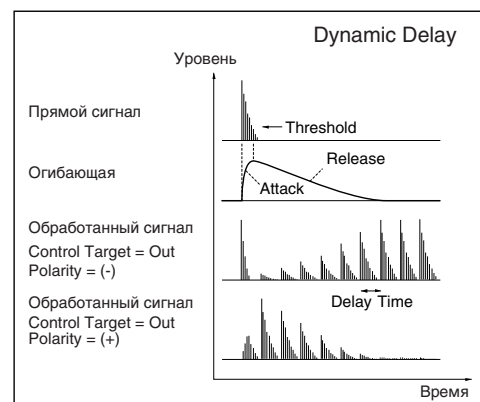 Dynamic Delay
Уровень
Прямой сигнал
Threshold
Огибающая
Release
Attack
Обработанный сигнал
Control Target = Out
Polarity = (-)
Delay Time
Обработанный сигнал
Control Target = Out
Polarity = (+)
Время